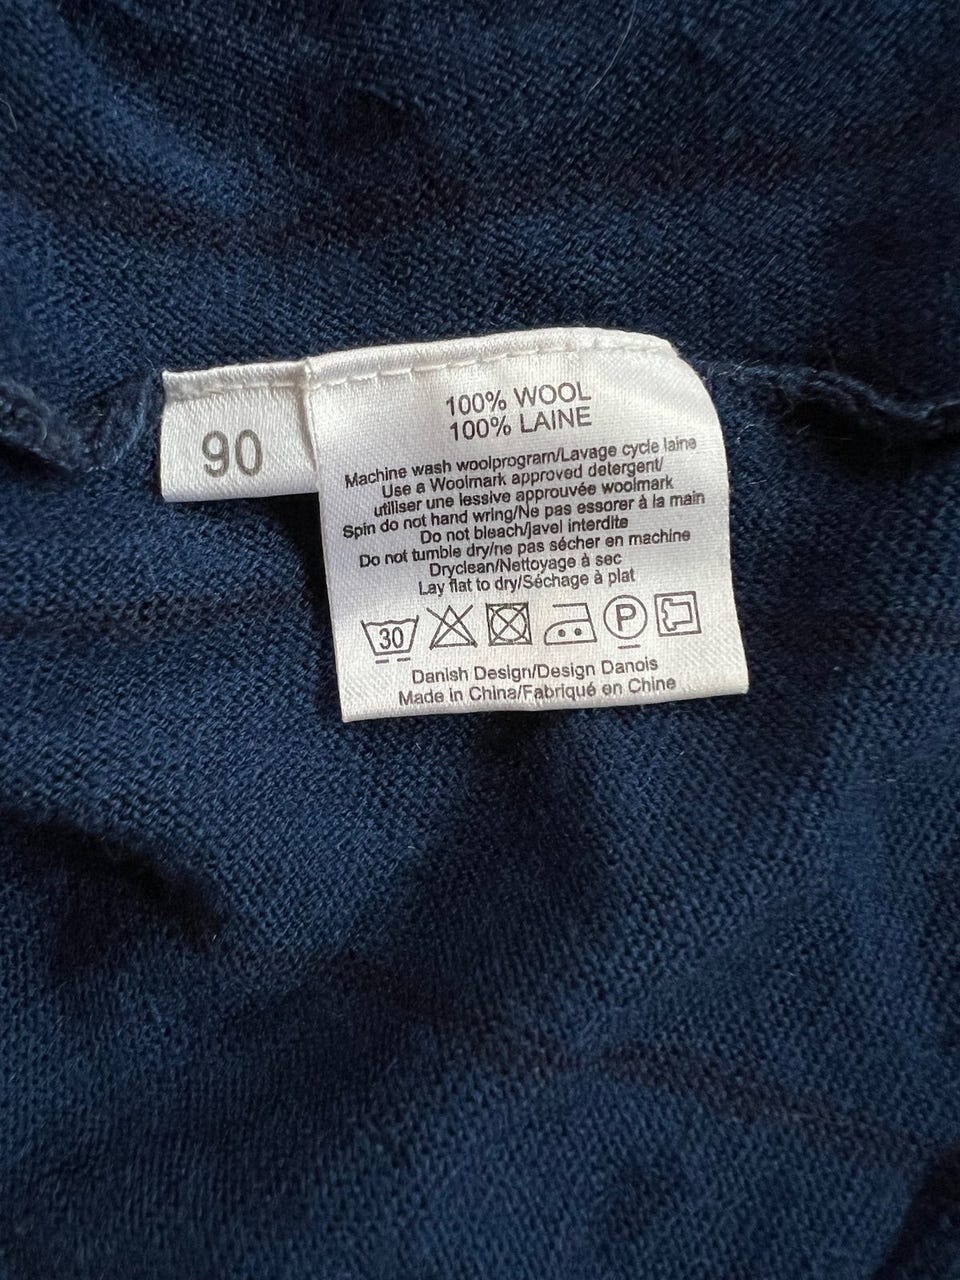 90
100% WOOL
100% LAINE
Machine wash woolprogram/Lavage cycle laine
Use a Woolmark approved detergent/
utiliser une lessive approuvée woolmark
Spin do not hand wring/Ne pas essorer à la main
Do not bleach/javel interdite
Do not tumble dry/ne pas sécher en machine
Dryclean/Nettoyage à sec
Lay flat to dry/Séchage à plat
30 P
Danish Design/Design Danois
Made in China/Fabriqué en Chine